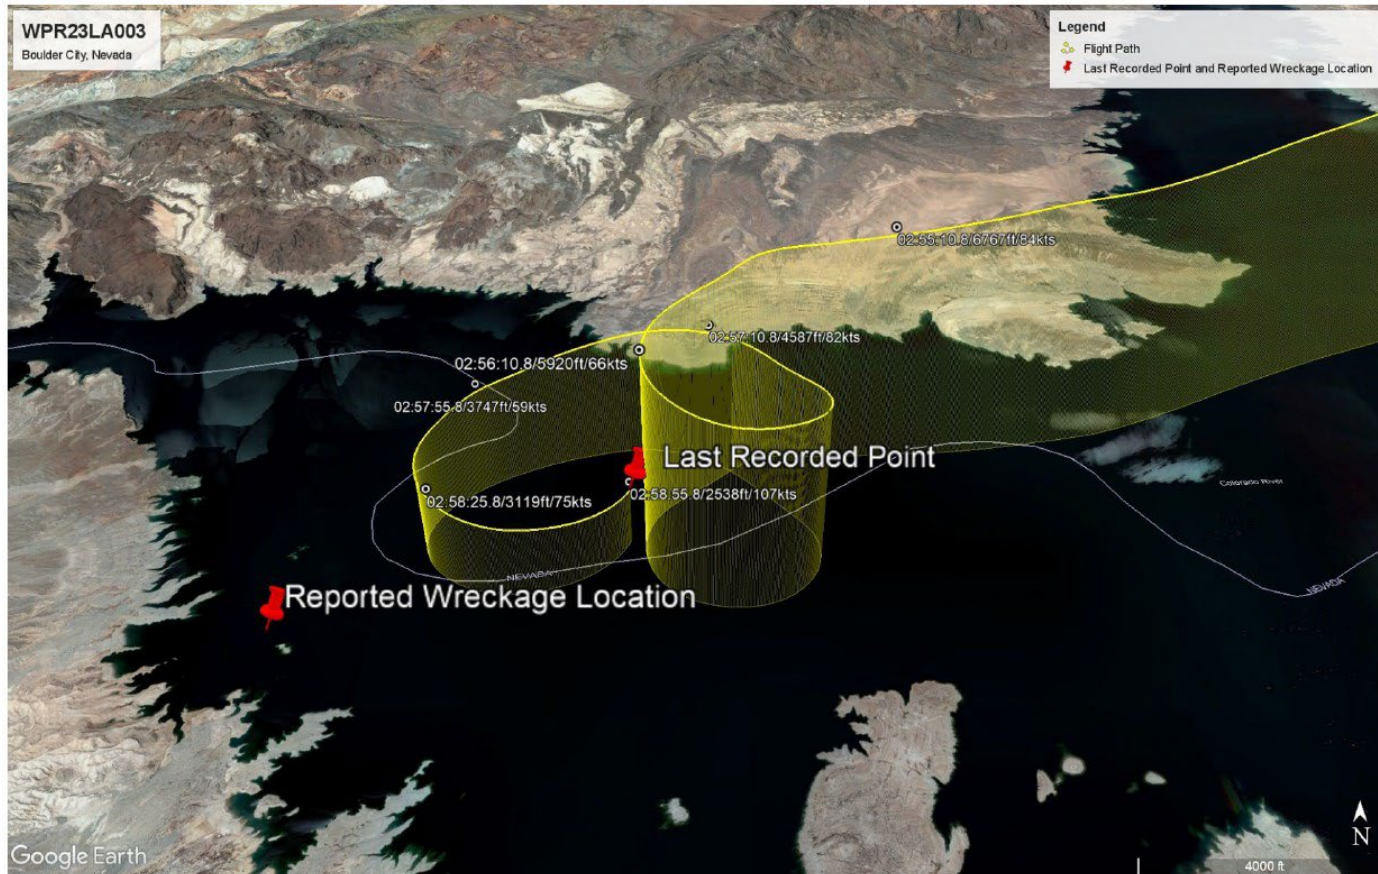 WPR23LA003
Boulder City, Nevada
Legend
Flight Path
Last Recorded Point and Reported Wreckage Location
02:55:10.8/6767ft/84kts
02:57:10.8/4587ft/82kts
02:56:10.8/5920ft/66kts
02:57:55.8/3747ft/59kts
Last Recorded Point
02:58:25.8/3119ft/75kts
02:58:55.8/2538ft/107kts
Colorado River
NEVADA
NEVADA
Reported Wreckage Location
N
Google Earth
4000 ft